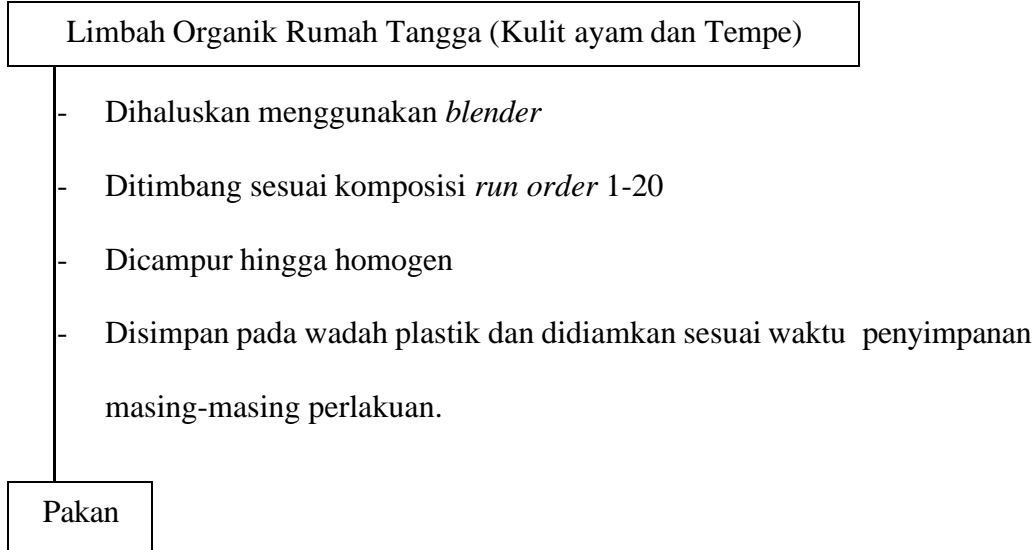 Limbah Organik Rumah Tangga (Kulit ayam dan Tempe)
- Dihaluskan menggunakan blender
- Ditimbang sesuai komposisi run order 1-20
- Dicampur hingga homogen
- Disimpan pada wadah plastik dan didiamkan sesuai waktu penyimpanan
masing-masing perlakuan.
Pakan